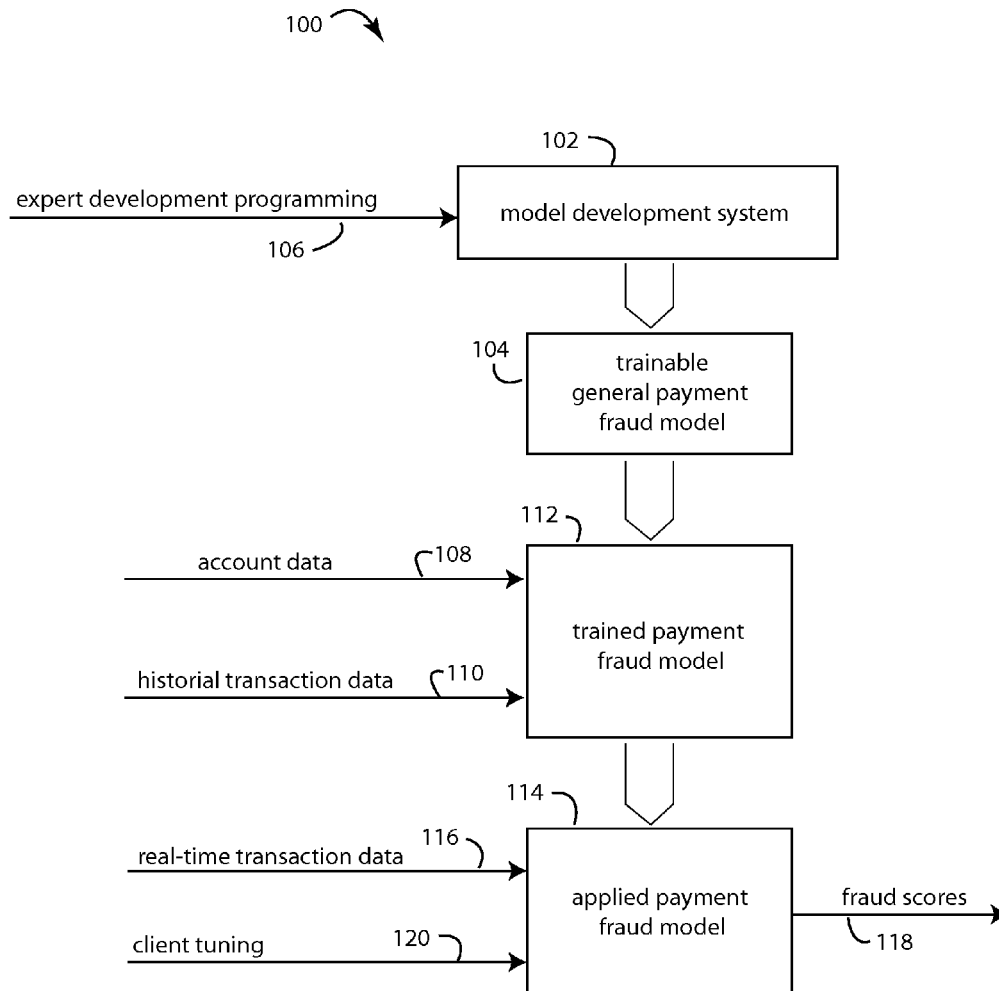 100
102
expert development programming
106
model development system
104
trainable
general payment
fraud model
112
account data
108
trained payment
fraud model
historial transaction data
110
114
real-time transaction data
116
applied payment
fraud model
fraud scores
118
client tuning
120